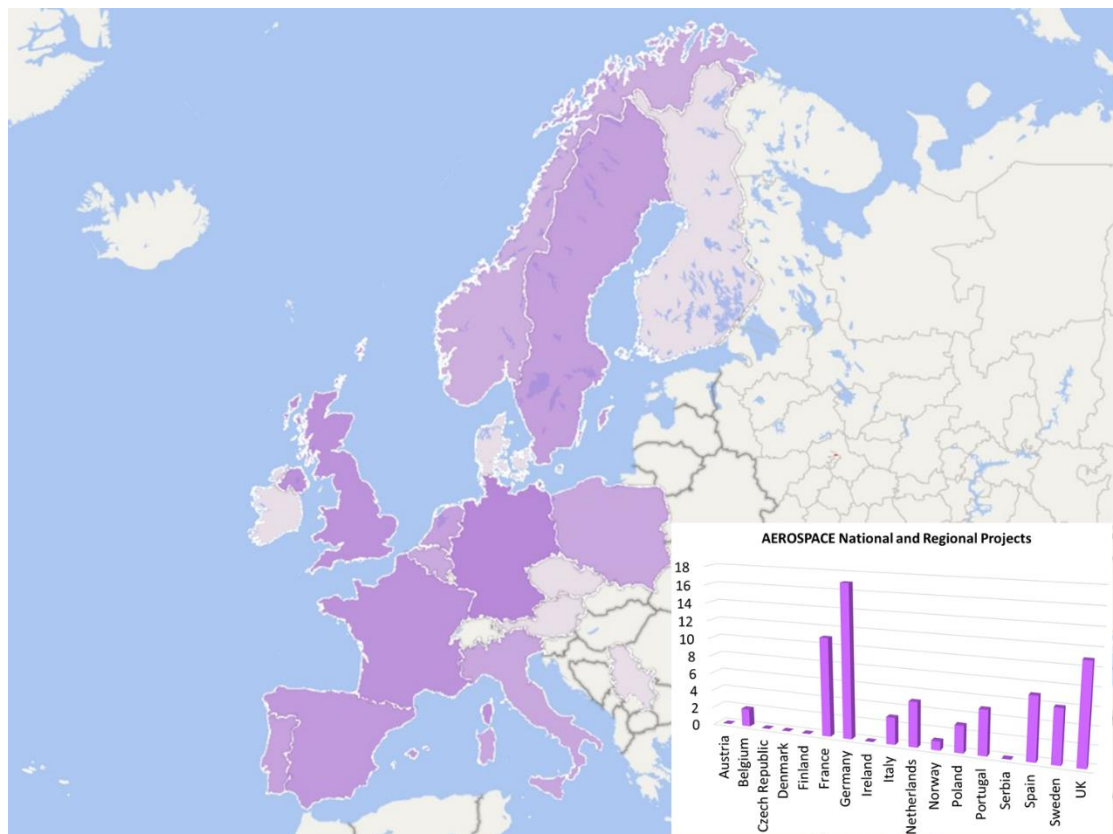 AEROSPACE National and Regional Projects
18
16
14
12
10
8
6
4
2
0
Austria
Belgium
Czech Republic
Denmark
Finland
France
Germany
Ireland
Italy
Netherlands
Norway
Poland
Portugal
Serbia
Spain
Sweden
UK